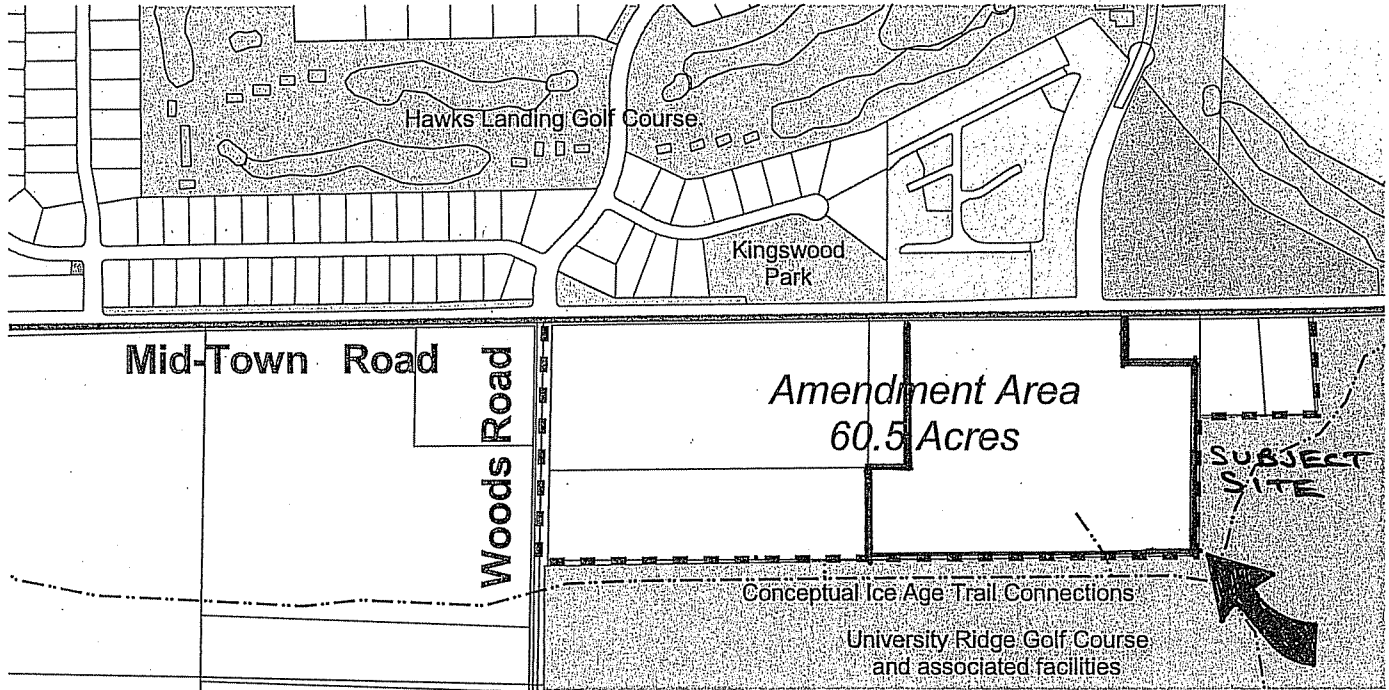 Hawks Landing Golf Course
Kingswood
Park
Mid-Town Road
Woods Road
Amendment Area
60.5 Acres
SUBJECT
SITE
Conceptual Ice Age Trail Connections
University Ridge Golf Course
and associated facilities